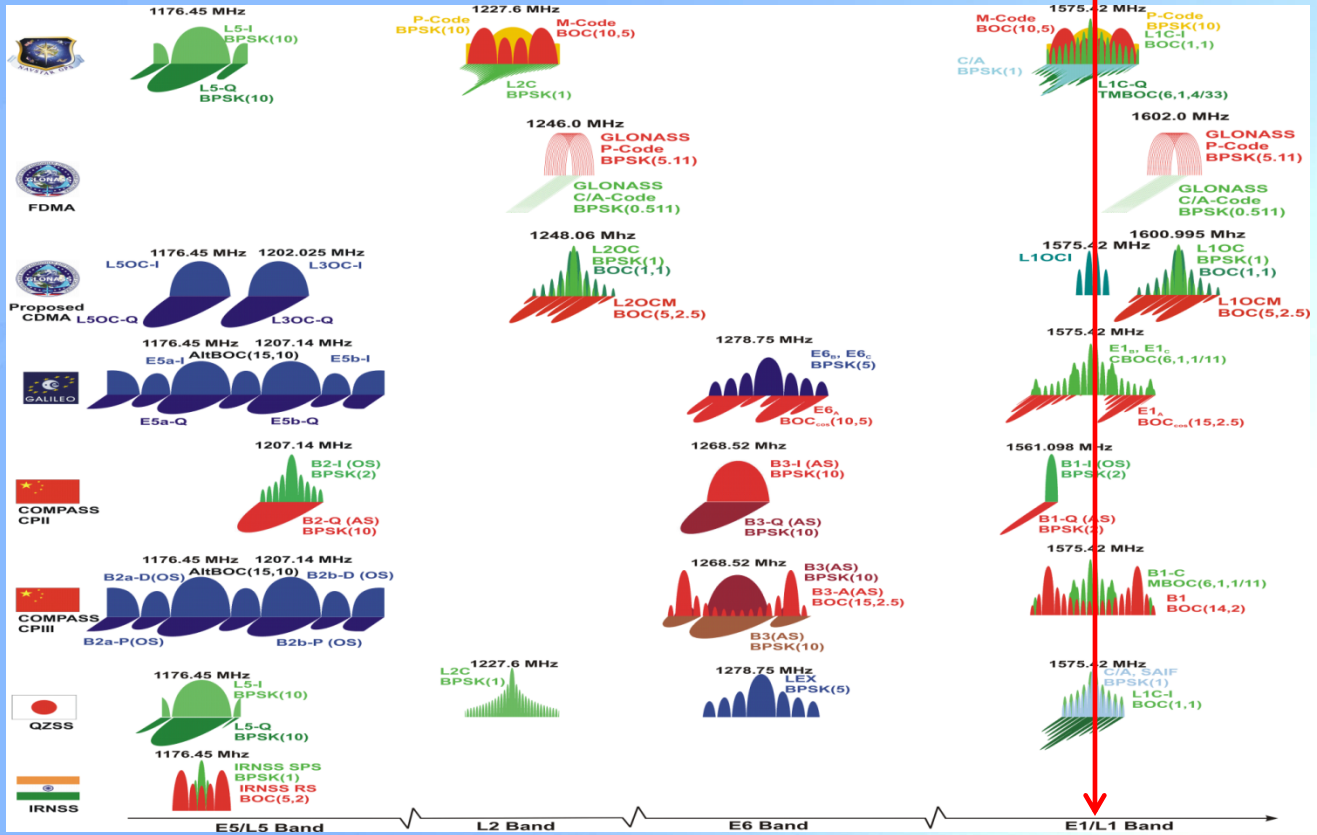 1176.45 MHz
L5-I
BPSK(10)
L5-Q
BPSK(10)
1227.6 MHz
P-Code
BPSK(10)
M-Code
BOC(10,5)
L2C
BPSK(1)
1575.42 MHz
M-Code
BOC(10,5)
P-Code
BPSK(10)
L1C-I
BOC(1,1)
C/A
BPSK(1)
L1C-Q
TMBOC(6,1,4/33)
NAVSTAR GPS
1246.0 MHz
GLONASS
P-Code
BPSK(5.11)
GLONASS
C/A-Code
BPSK(0.511)
1602.0 MHz
GLONASS
P-Code
BPSK(5.11)
GLONASS
C/A-Code
BPSK(0.511)
GLONASS
FDMA
1176.45 MHz
L5OC-I
L5OC-Q
1202.025 MHz
L3OC-I
L3OC-Q
1248.06 MHz
L2OC
BPSK(1)
BOC(1,1)
L2OCM
BOC(5,2.5)
1575.42 MHz
L1OCI
1600.995 MHz
L1OC
BPSK(1)
BOC(1,1)
L1OCM
BOC(5,2.5)
GLONASS
Proposed
CDMA
1176.45 MHz
1207.14 MHz
E5a-I
AltBOC(15,10)
E5b-I
E5a-Q
E5b-Q
1278.75 MHz
E6B, E6C
BPSK(5)
E6A
BOCcos(10,5)
1575.42 MHz
E1B, E1C
CBOC(6,1,1/11)
E1A
BOCcos(15,2.5)
GALILEO
1207.14 MHz
B2-I (OS)
BPSK(2)
B2-Q (AS)
BPSK(10)
1268.52 Mhz
B3-I (AS)
BPSK(10)
B3-Q (AS)
BPSK(10)
1561.098 MHz
B1-I (OS)
BPSK(2)
B1-Q (AS)
BPSK(2)
COMPASS
CPII
1176.45 MHz
1207.14 MHz
B2a-D(OS)
AltBOC(15,10)
B2b-D (OS)
B2a-P(OS)
B2b-P (OS)
1268.52 Mhz
B3(AS)
BPSK(10)
B3-A(AS)
BOC(15,2.5)
B3(AS)
BPSK(10)
1575.42 MHz
B1-C
MBOC(6,1,1/11)
B1
BOC(14,2)
COMPASS
CPIII
1176.45 MHz
L5-I
BPSK(10)
L5-Q
BPSK(10)
1227.6 MHz
L2C
BPSK(1)
1278.75 MHz
LEX
BPSK(5)
1575.42 MHz
C/A, SAIF
BPSK(1)
L1C-I
BOC(1,1)
QZSS
1176.45 Mhz
IRNSS SPS
BPSK(1)
IRNSS RS
BOC(5,2)
IRNSS
E5/L5 Band
L2 Band
E6 Band
E1/L1 Band